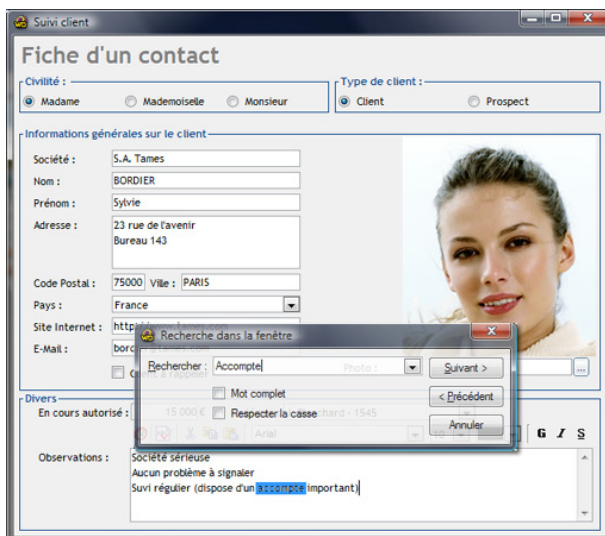 Suivi client
Fiche d'un contact
Civilité :
Madame Mademoiselle Monsieur
Type de client :
Client Prospect
Informations générales sur le client
Société : S.A. Tames
Nom : BORDIER
Prénom : Sylvie
Adresse : 23 rue de l'avenir
Bureau 143
Code Postal : 75000 Ville : PARIS
Pays : France
Site Internet : http
E-Mail :
Recherche dans la fenêtre
Rechercher : Accompte Photo : Suivant > ...
Mot complet < Précédent
Respecter la casse Annuler
Divers
En cours autorisé : 15 000 €
Arial 10 G I S
Observations : Société sérieuse
Aucun problème à signaler
Suvi régulier (dispose d'un accompte important)